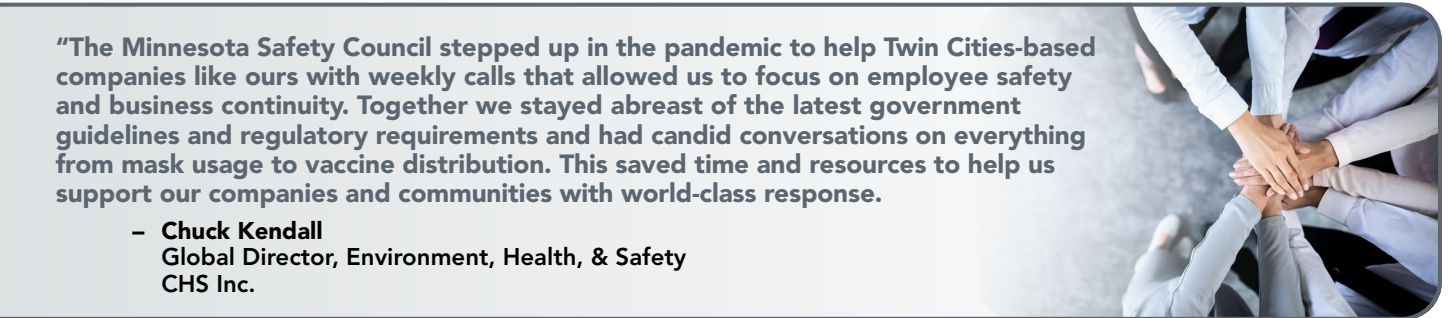 “The Minnesota Safety Council stepped up in the pandemic to help Twin Cities-based
companies like ours with weekly calls that allowed us to focus on employee safety
and business continuity. Together we stayed abreast of the latest government
guidelines and regulatory requirements and had candid conversations on everything
from mask usage to vaccine distribution. This saved time and resources to help us
support our companies and communities with world-class response.
– Chuck Kendall
Global Director, Environment, Health, & Safety
CHS Inc.